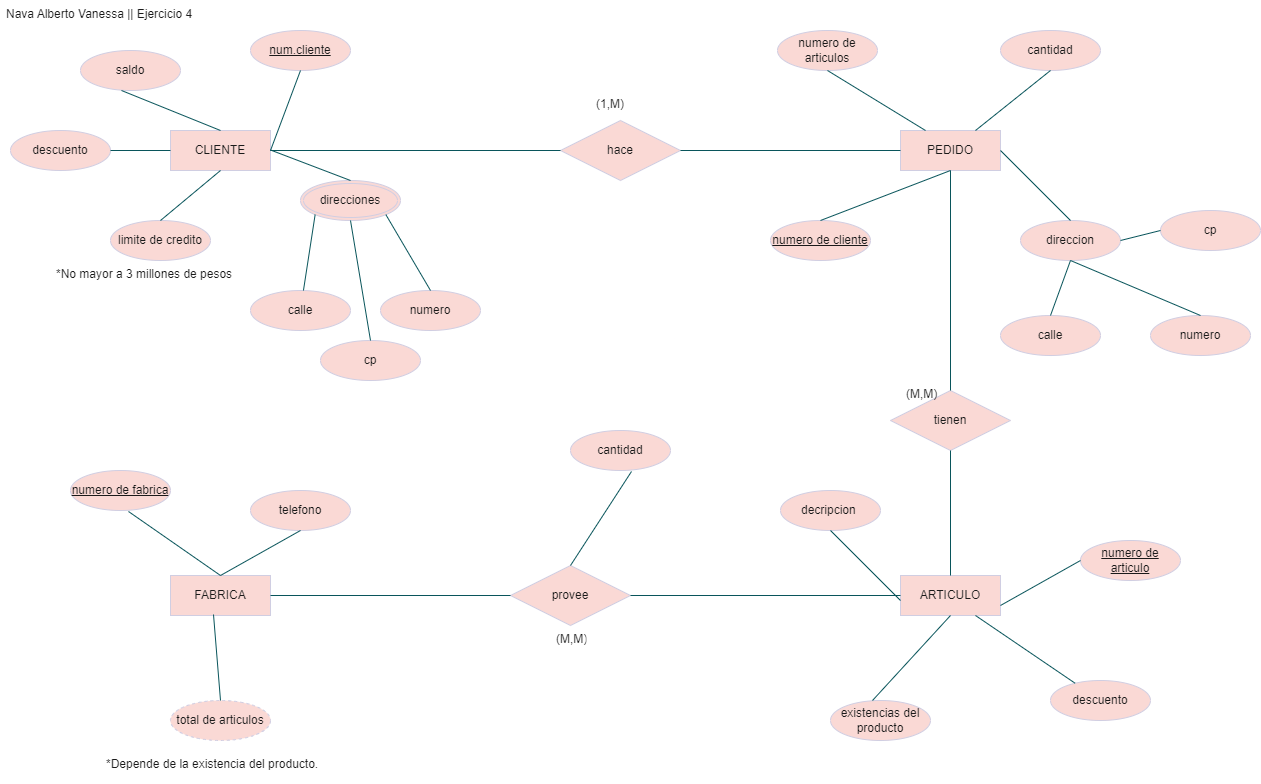 Nava Alberto Vanessa || Ejercicio 4
num.cliente
saldo
descuento
CLIENTE
limite de credito
*No mayor a 3 millones de pesos
direcciones
calle
numero
cp
(1,M)
hace
numero de
articulos
cantidad
PEDIDO
numero de cliente
direccion
cp
calle
numero
(M,M)
tienen
cantidad
numero de fabrica
telefono
FABRICA
total de articulos
*Depende de la existencia del producto.
provee
(M,M)
decripcion
numero de
articulo
ARTICULO
existencias del
producto
descuento